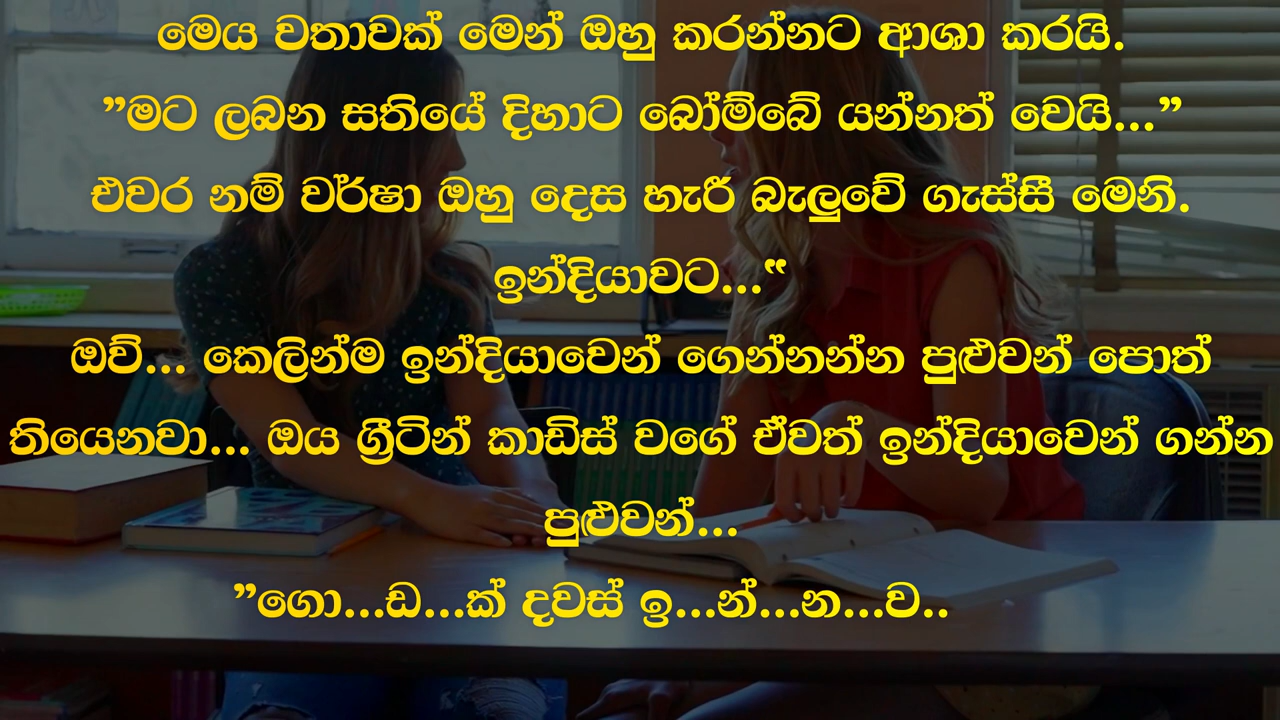 මෙය වතාවක් මෙන් ඔහු කරන්නට ආශා කරයි.
”මට ලබන සතියේ දිහාට බෝම්බේ යන්නත් වෙයි...”
එවර නම් වර්ෂා ඔහු දෙස හැරී බැලුවේ ගැස්සී මෙනි.
ඉන්දියාවට...“
ඔව්... කෙලින්ම ඉන්දියාවෙන් ගෙන්නන්න පුළුවන් පොත්
තියෙනවා... ඔය ග්‍රීටින් කාඩ්ස් වගේ ඒවත් ඉන්දියාවෙන් ගන්න
පුළුවන්...
”ගො...ඩ...ක් දවස් ඉ...න්...න...ව..